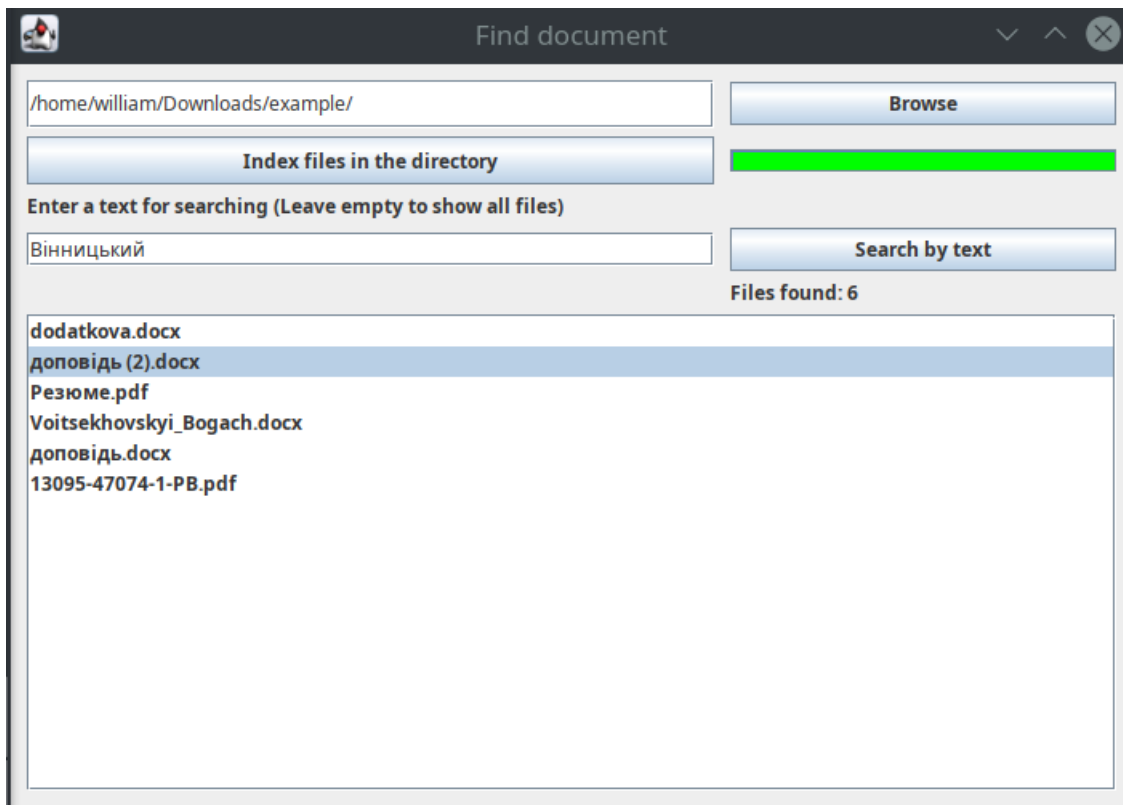 Find document
/home/william/Downloads/example/
Browse
Index files in the directory
Enter a text for searching (Leave empty to show all files)
Вінницький
Search by text
Files found: 6
dodatkova.docx
доповідь (2).docx
Резюме.pdf
Voitsekhovskyi_Bogach.docx
доповідь.docx
13095-47074-1-PB.pdf